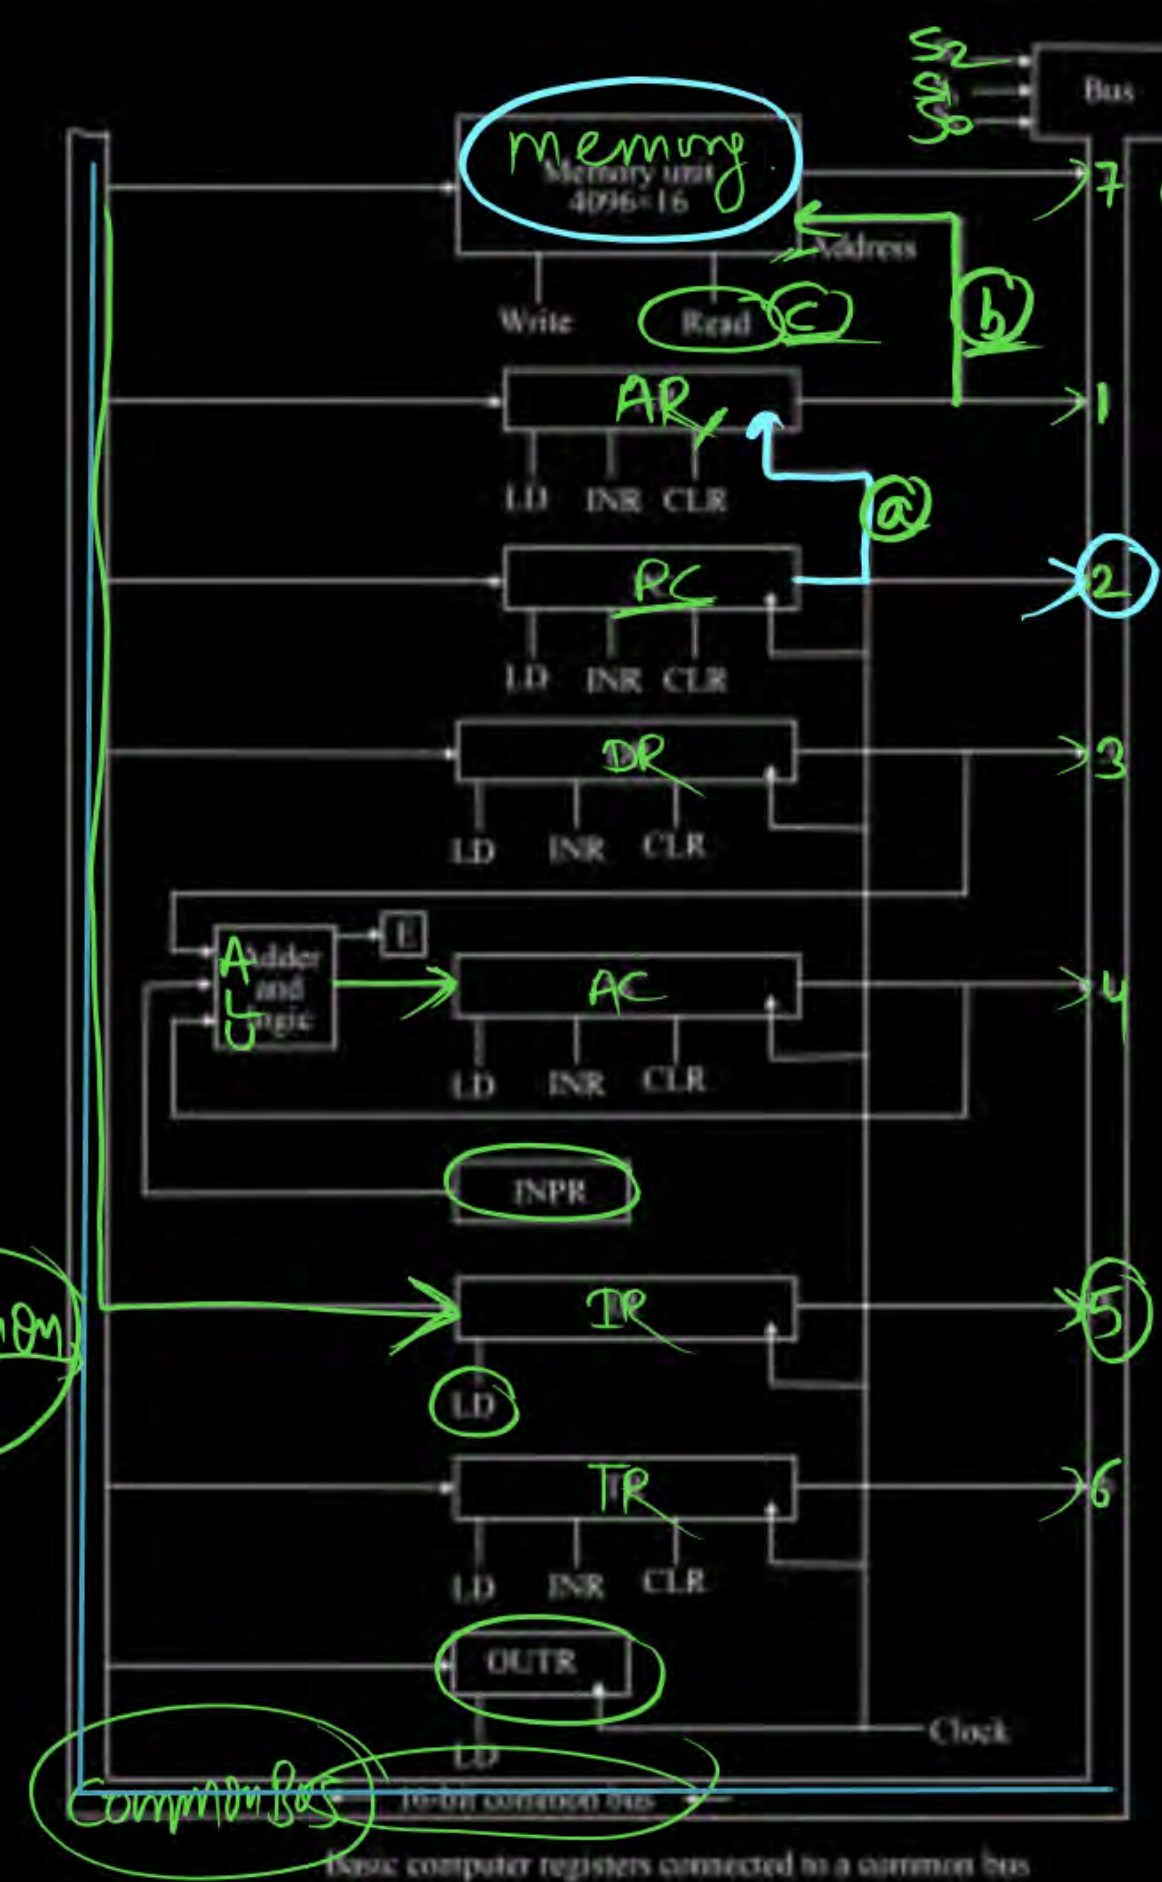 S2
S1
S0
Bus
memory
Memory unit
4096×16
7
Address
Write
Read
c
b
AR
1
LD INR CLR
a
PC
2
LD INR CLR
DR
3
LD INR CLR
E
ALU
Adder
and
logic
AC
4
LD INR CLR
INPR
IR
5
LD
TR
6
LD INR CLR
OUTR
LD
Clock
Common Bus
16-bit common bus
Basic computer registers connected to a common bus